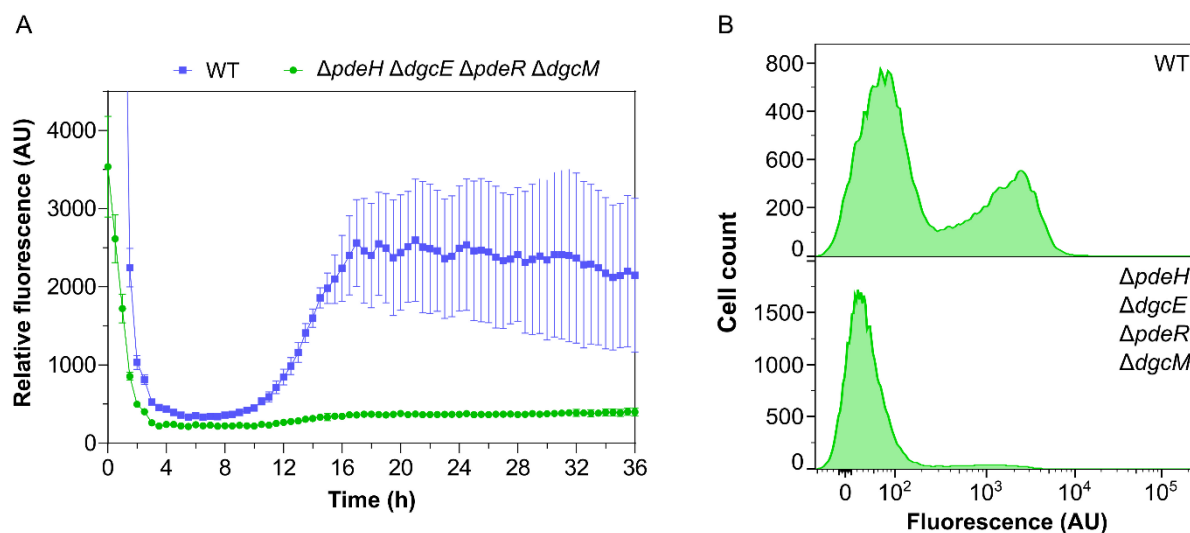 A
WT ΔpdeH ΔdgcE ΔpdeR ΔdgcM
Relative fluorescence (AU)
4000
3000
2000
1000
0
0 4 8 12 16 20 24 28 32 36
Time (h)
B
Cell count
800
400
600
200
0
WT
1500
1000
500
0
ΔpdeH
ΔdgcE
ΔpdeR
ΔdgcM
0 10² 10³ 10⁴ 10⁵
Fluorescence (AU)